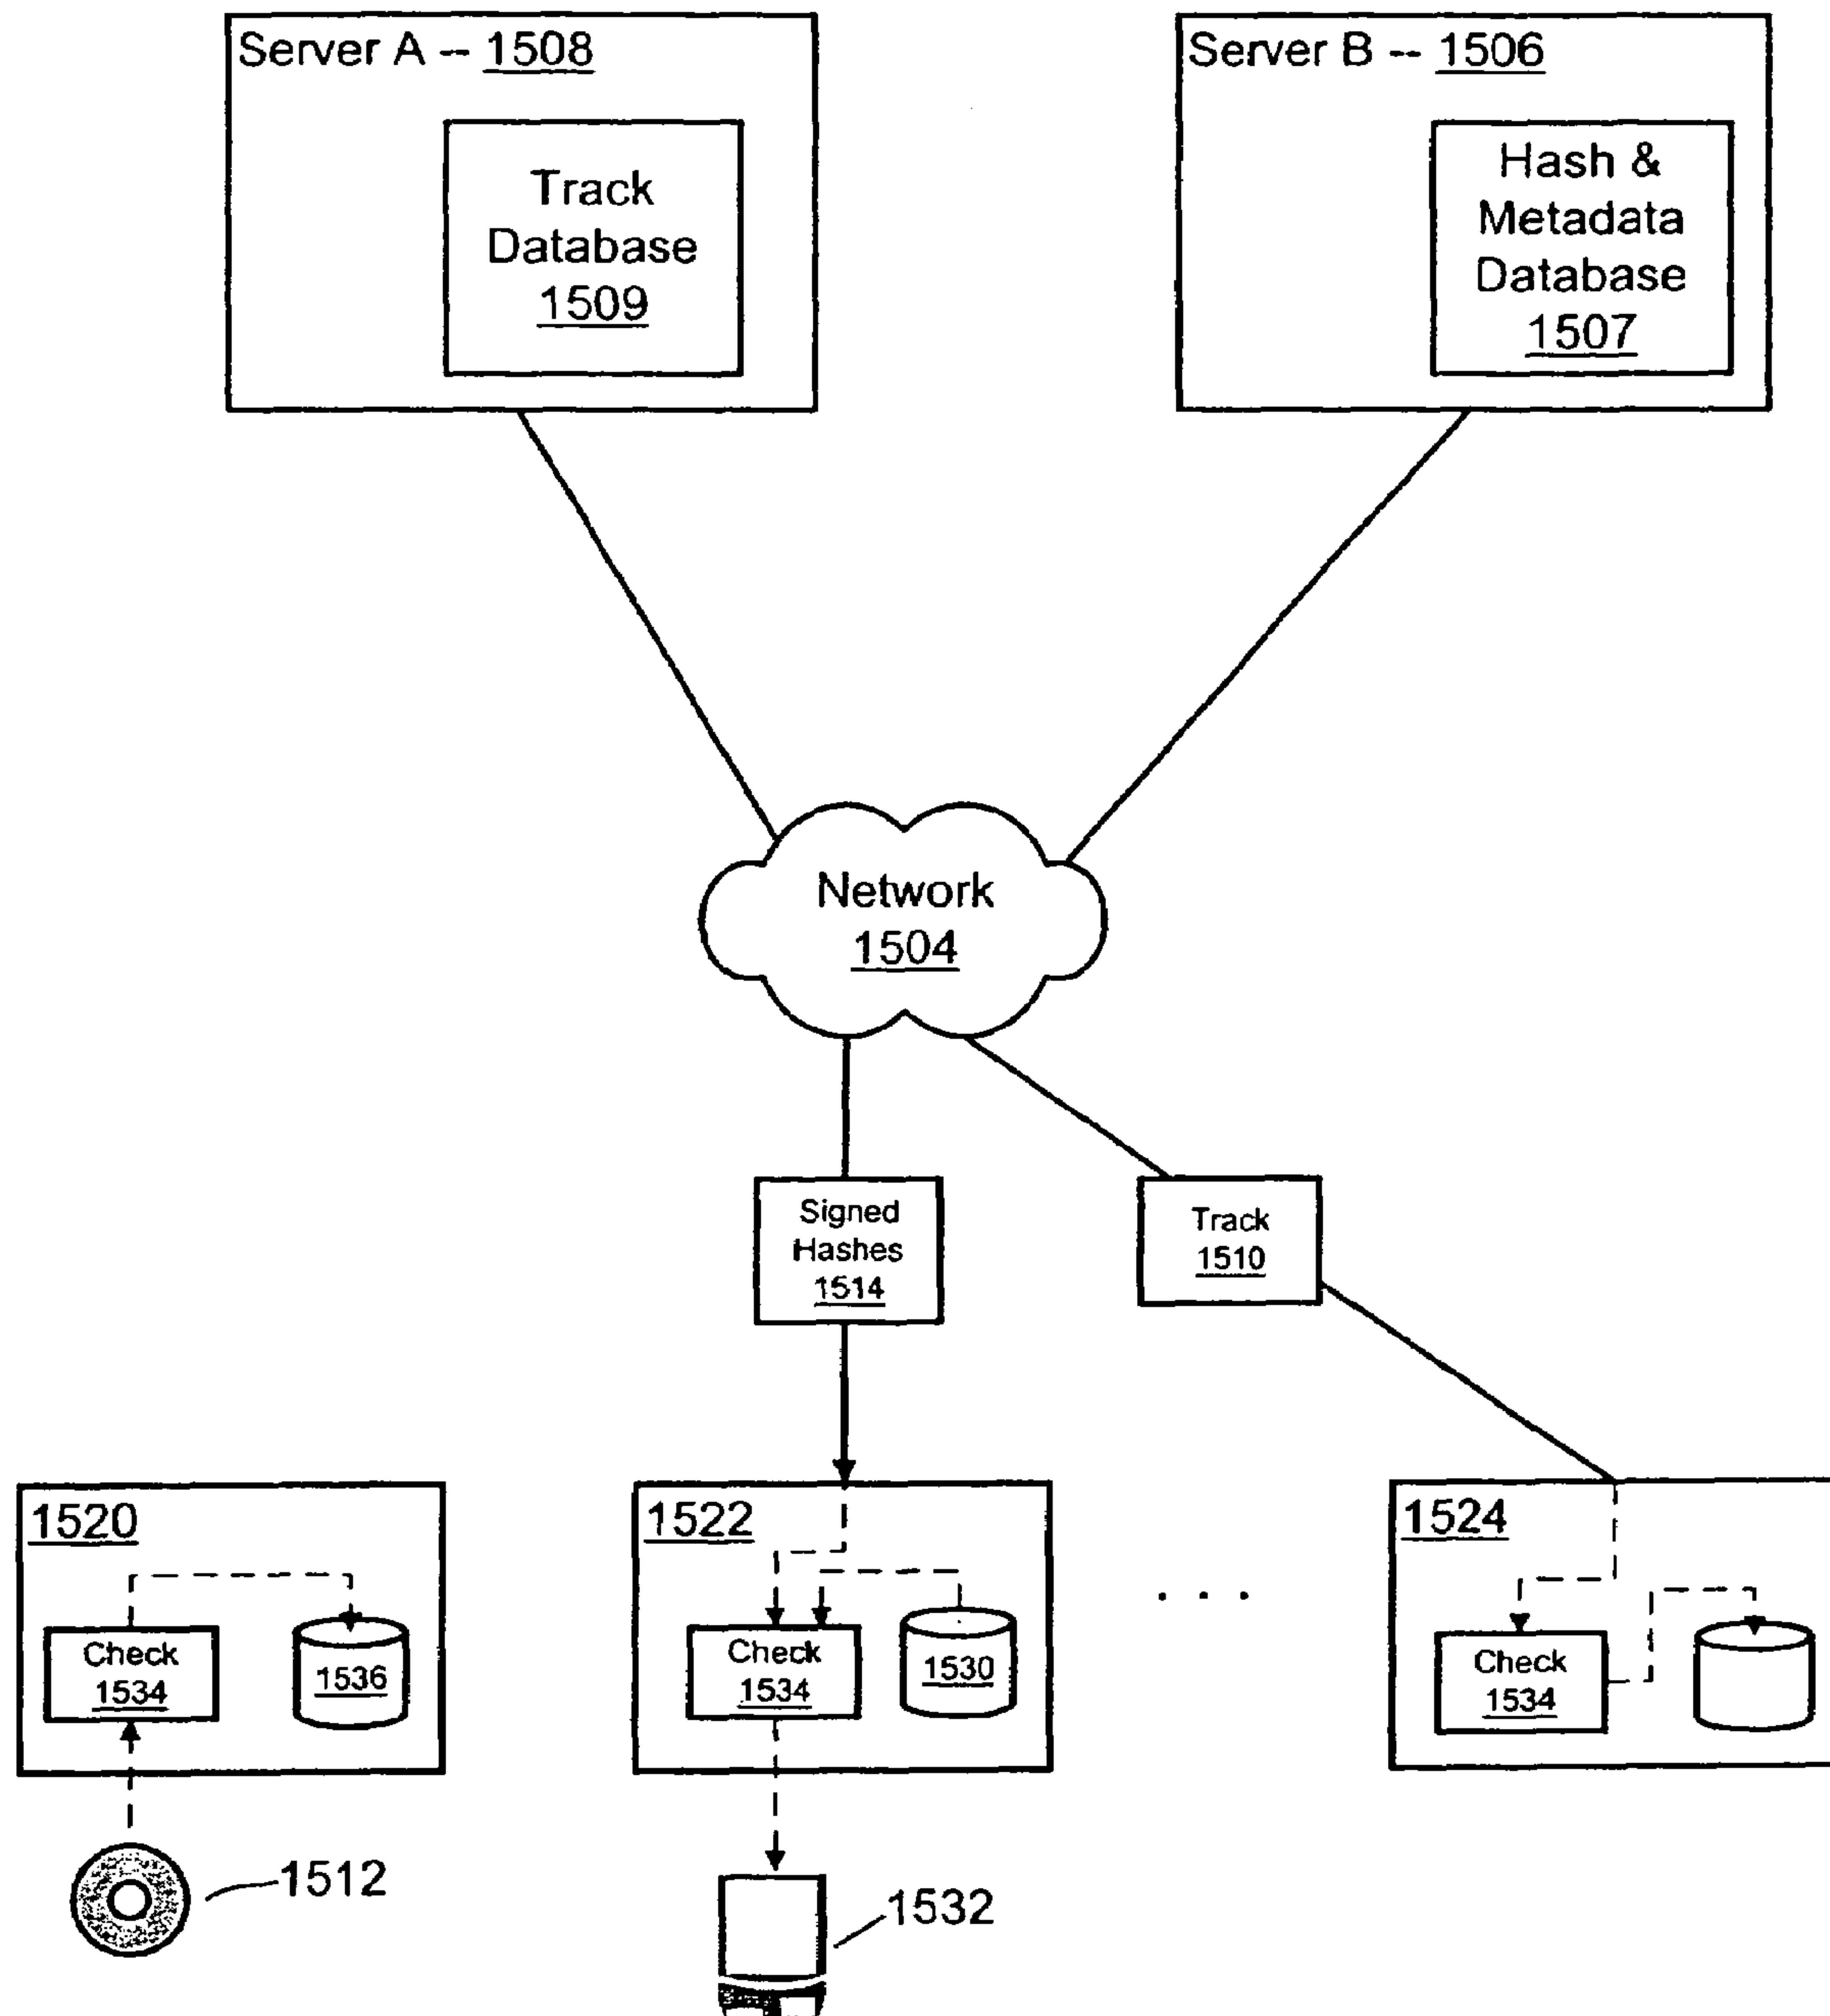 Server A -- 1508
Track
Database
1509
Server B -- 1506
Hash &
Metadata
Database
1507
Network
1504
Signed
Hashes
1514
Track
1510
1520
Check
1534
1536
1512
1522
Check
1534
1530
1532
. . .
1524
Check
1534